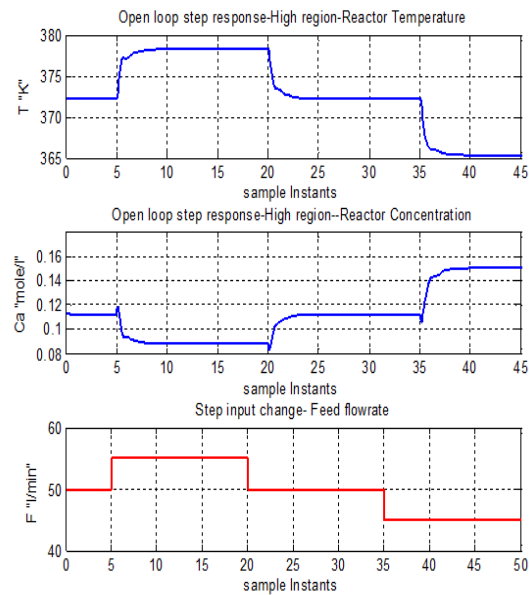 Open loop step response-High region-Reactor Temperature
380
375
370
365
T "K"
0 5 10 15 20 25 30 35 40 45
sample Instants
Open loop step response-High region--Reactor Concentration
0.16
0.14
0.12
0.1
0.08
Ca "mole/l"
0 5 10 15 20 25 30 35 40 45
sample Instants
Step input change- Feed flowrate
60
50
40
F "l/min"
0 5 10 15 20 25 30 35 40 45 50
sample Instants